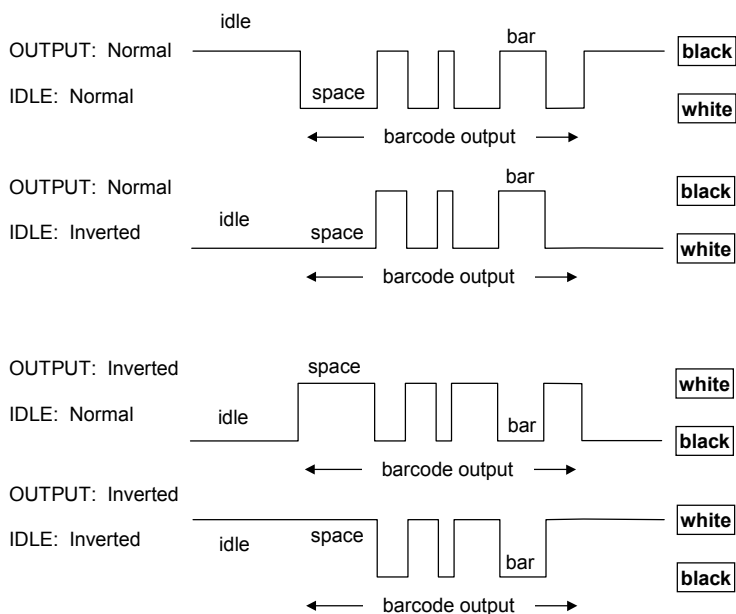 idle
OUTPUT: Normal
bar
black
IDLE: Normal
space
white
barcode output
OUTPUT: Normal
bar
black
idle
IDLE: Inverted
space
white
barcode output
OUTPUT: Inverted
space
white
IDLE: Normal
idle
bar
black
barcode output
OUTPUT: Inverted
white
IDLE: Inverted
idle
space
bar
black
barcode output